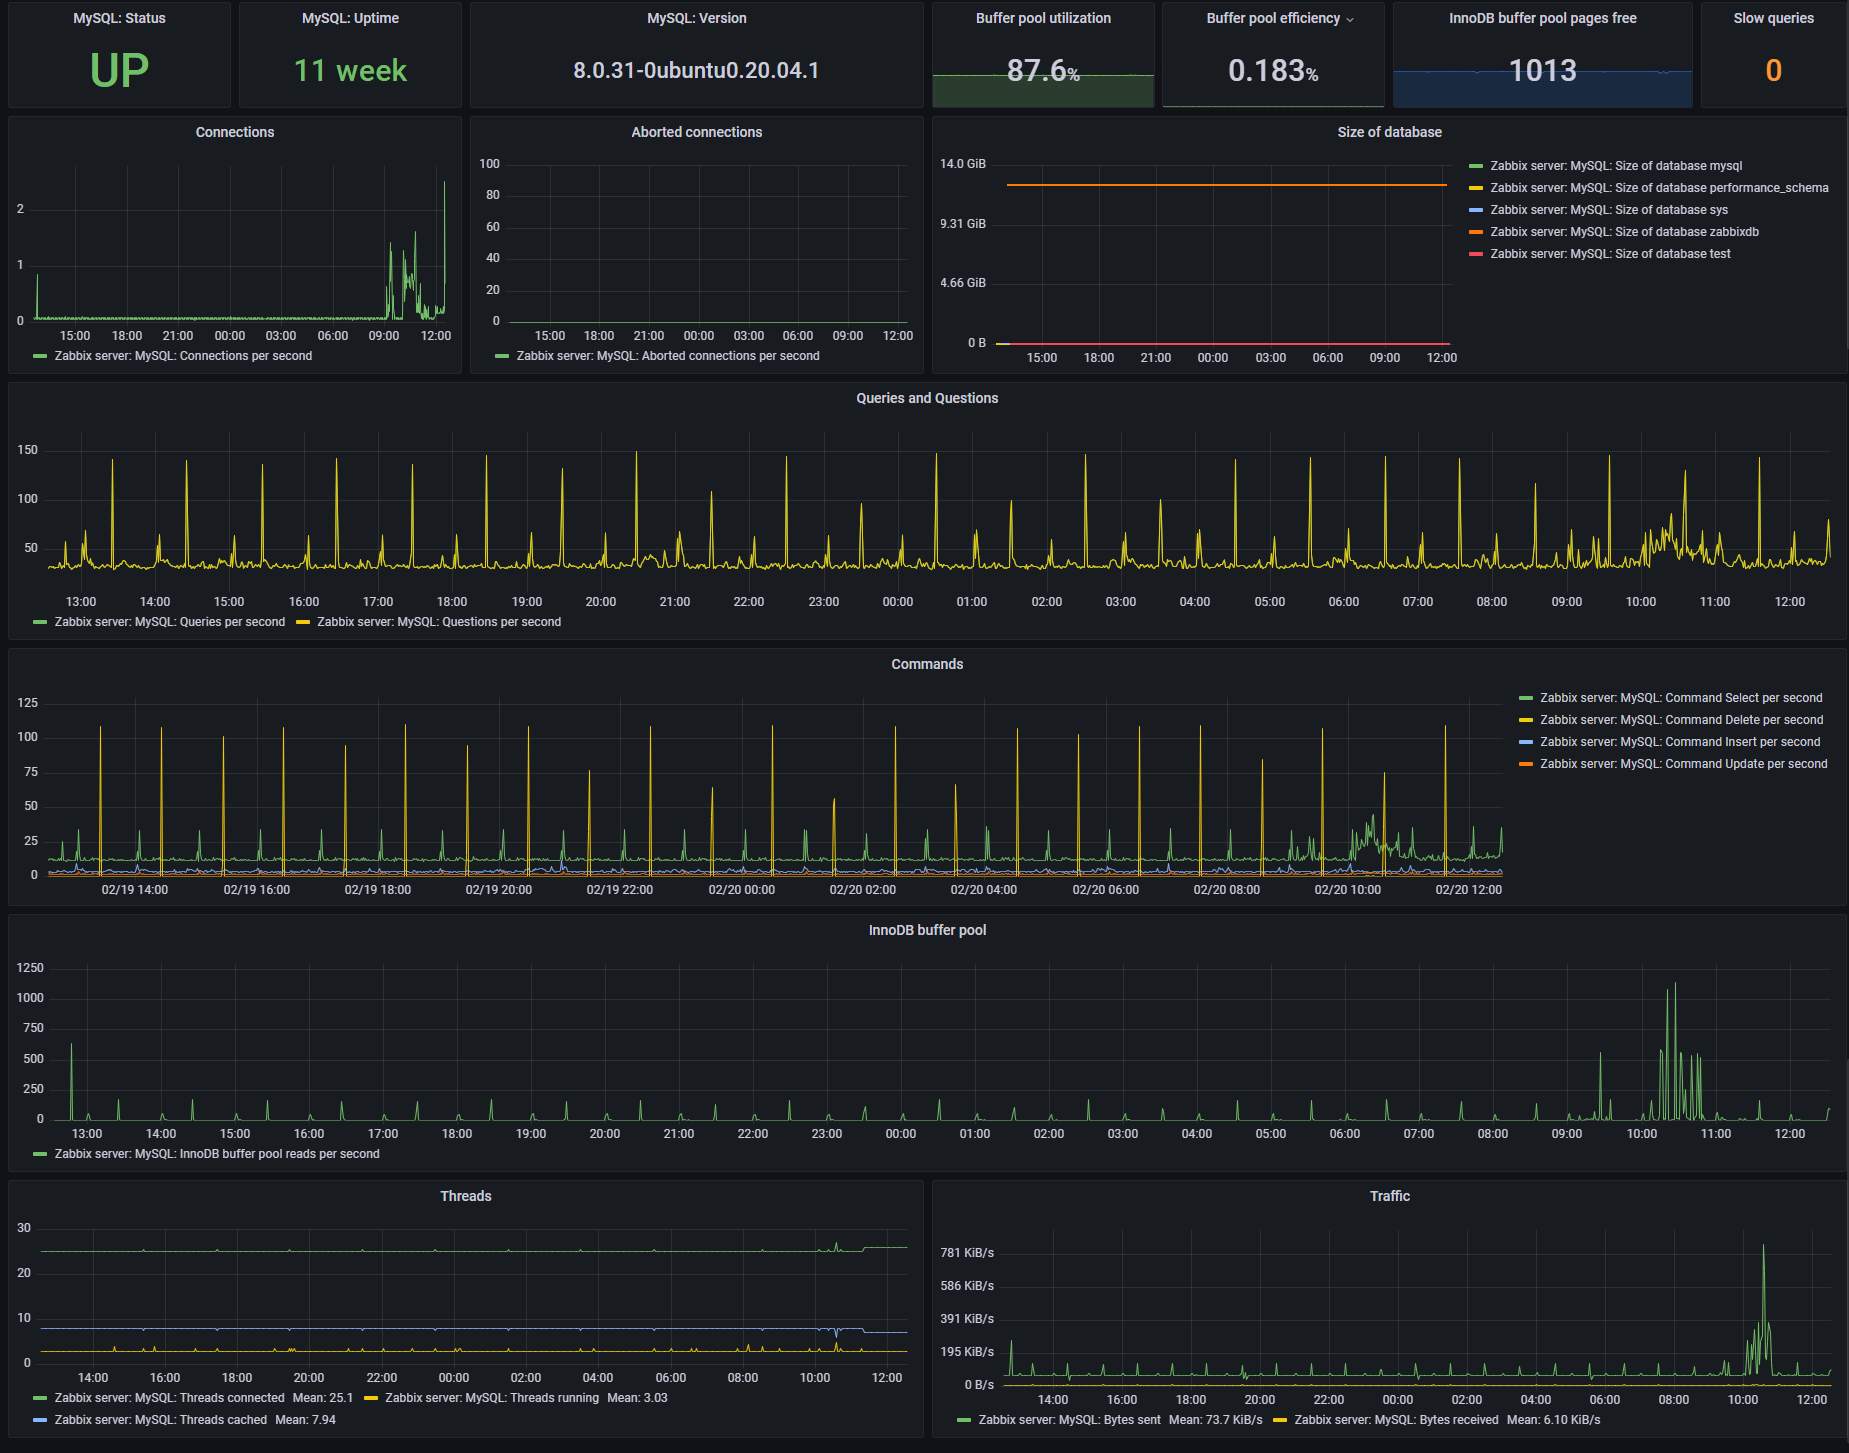 MySQL: Status
MySQL: Uptime
MySQL: Version
Buffer pool utilization
Buffer pool efficiency
InnoDB buffer pool pages free
Slow queries
UP
11 week
8.0.31-0ubuntu0.20.04.1
87.6%
0.183%
1013
0
Connections
2
1
0
15:00 18:00 21:00 00:00 03:00 06:00 09:00 12:00
Zabbix server: MySQL: Connections per second
Aborted connections
100
80
60
40
20
0
15:00 18:00 21:00 00:00 03:00 06:00 09:00 12:00
Zabbix server: MySQL: Aborted connections per second
Size of database
14.0 GiB
9.31 GiB
4.66 GiB
0 B
15:00 18:00 21:00 00:00 03:00 06:00 09:00 12:00
Zabbix server: MySQL: Size of database mysql
Zabbix server: MySQL: Size of database performance_schema
Zabbix server: MySQL: Size of database sys
Zabbix server: MySQL: Size of database zabbixdb
Zabbix server: MySQL: Size of database test
Queries and Questions
150
100
50
13:00 14:00 15:00 16:00 17:00 18:00 19:00 20:00 21:00 22:00 23:00 00:00 01:00 02:00 03:00 04:00 05:00 06:00 07:00 08:00 09:00 10:00 11:00 12:00
Zabbix server: MySQL: Queries per second Zabbix server: MySQL: Questions per second
Commands
125
100
75
50
25
0
02/19 14:00 02/19 16:00 02/19 18:00 02/19 20:00 02/19 22:00 02/20 00:00 02/20 02:00 02/20 04:00 02/20 06:00 02/20 08:00 02/20 10:00 02/20 12:00
Zabbix server: MySQL: Command Select per second
Zabbix server: MySQL: Command Delete per second
Zabbix server: MySQL: Command Insert per second
Zabbix server: MySQL: Command Update per second
InnoDB buffer pool
1250
1000
750
500
250
0
13:00 14:00 15:00 16:00 17:00 18:00 19:00 20:00 21:00 22:00 23:00 00:00 01:00 02:00 03:00 04:00 05:00 06:00 07:00 08:00 09:00 10:00 11:00 12:00
Zabbix server: MySQL: InnoDB buffer pool reads per second
Threads
30
20
10
0
14:00 16:00 18:00 20:00 22:00 00:00 02:00 04:00 06:00 08:00 10:00 12:00
Zabbix server: MySQL: Threads connected Mean: 25.1 Zabbix server: MySQL: Threads running Mean: 3.03
Zabbix server: MySQL: Threads cached Mean: 7.94
Traffic
781 KiB/s
586 KiB/s
391 KiB/s
195 KiB/s
0 B/s
14:00 16:00 18:00 20:00 22:00 00:00 02:00 04:00 06:00 08:00 10:00 12:00
Zabbix server: MySQL: Bytes sent Mean: 73.7 KiB/s Zabbix server: MySQL: Bytes received Mean: 6.10 KiB/s